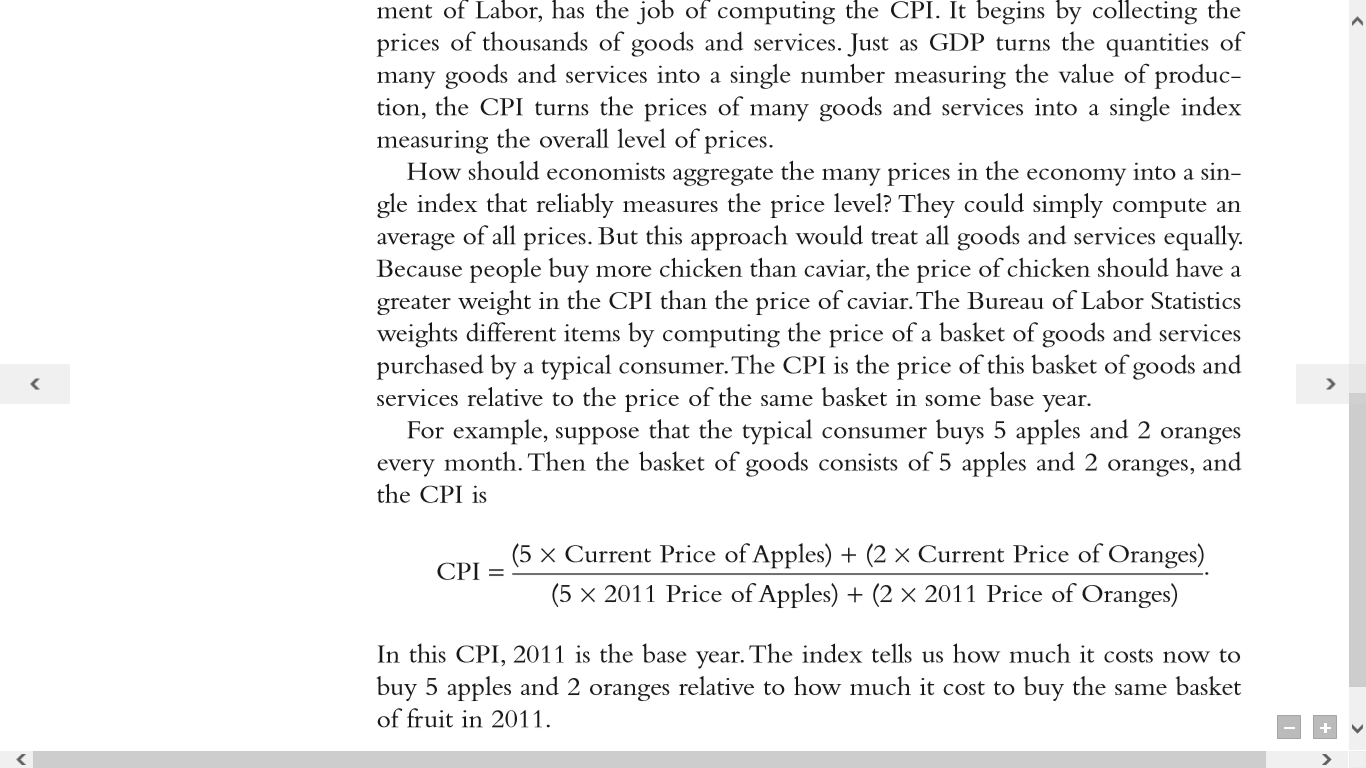 ment of Labor, has the job of computing the CPI. It begins by collecting the
prices of thousands of goods and services. Just as GDP turns the quantities of
many goods and services into a single number measuring the value of produc-
tion, the CPI turns the prices of many goods and services into a single index
measuring the overall level of prices.
How should economists aggregate the many prices in the economy into a sin-
gle index that reliably measures the price level? They could simply compute an
average of all prices. But this approach would treat all goods and services equally.
Because people buy more chicken than caviar, the price of chicken should have a
greater weight in the CPI than the price of caviar. The Bureau of Labor Statistics
weights different items by computing the price of a basket of goods and services
purchased by a typical consumer. The CPI is the price of this basket of goods and
services relative to the price of the same basket in some base year.
For example, suppose that the typical consumer buys 5 apples and 2 oranges
every month. Then the basket of goods consists of 5 apples and 2 oranges, and
the CPI is
(5 × Current Price of Apples) + (2 × Current Price of Oranges)
CPI = .
(5 × 2011 Price of Apples) + (2 × 2011 Price of Oranges)
In this CPI, 2011 is the base year. The index tells us how much it costs now to
buy 5 apples and 2 oranges relative to how much it cost to buy the same basket
of fruit in 2011.